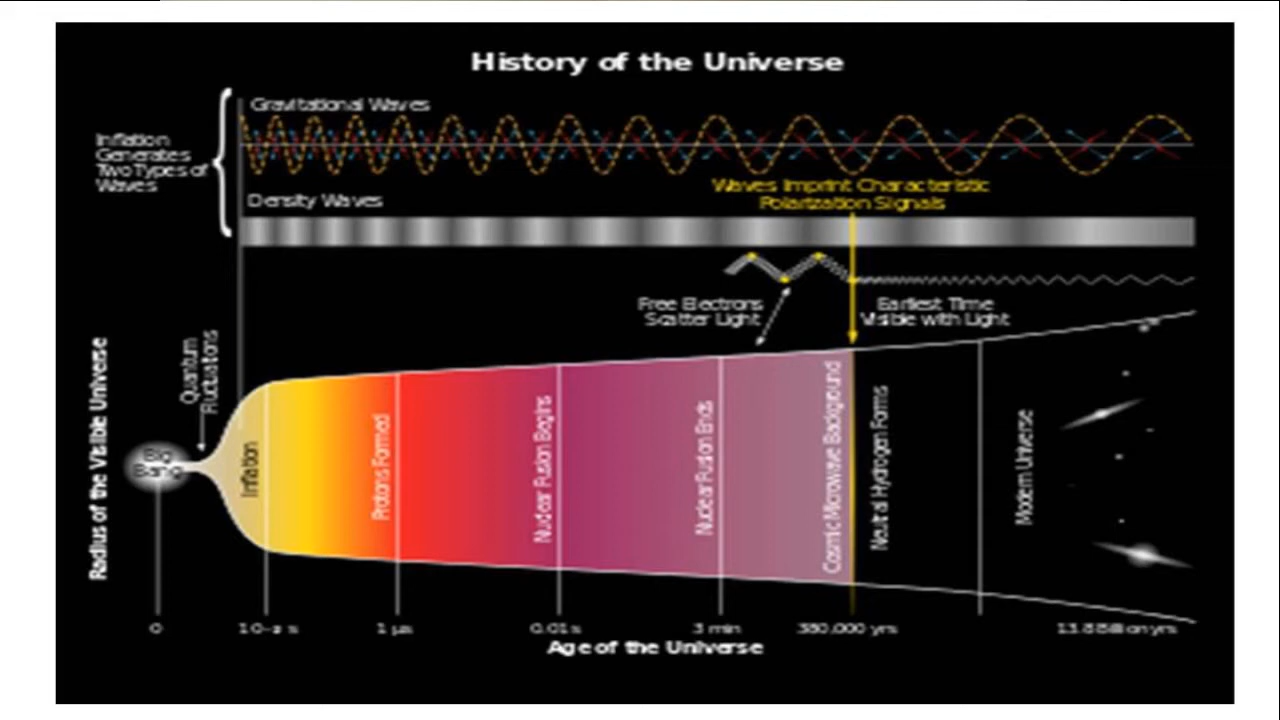 History of the Universe
Gravitational Waves
Inflation
Generates
Two Types of
Waves
Waves Imprint Characteristic
Polarization Signals
Density Waves
Free Electrons
Scatter Light
Earliest Time
Visible with Light
Radius of the Visible Universe
Quantum
Fluctuations
Big
Bang
Inflation
Protons Formed
Nuclear Fusion Begins
Nuclear Fusion Ends
Cosmic Microwave Background
Neutral Hydrogen Forms
Modern Universe
0
1 µs
0.01 s
3 min
380,000 yrs
Age of the Universe